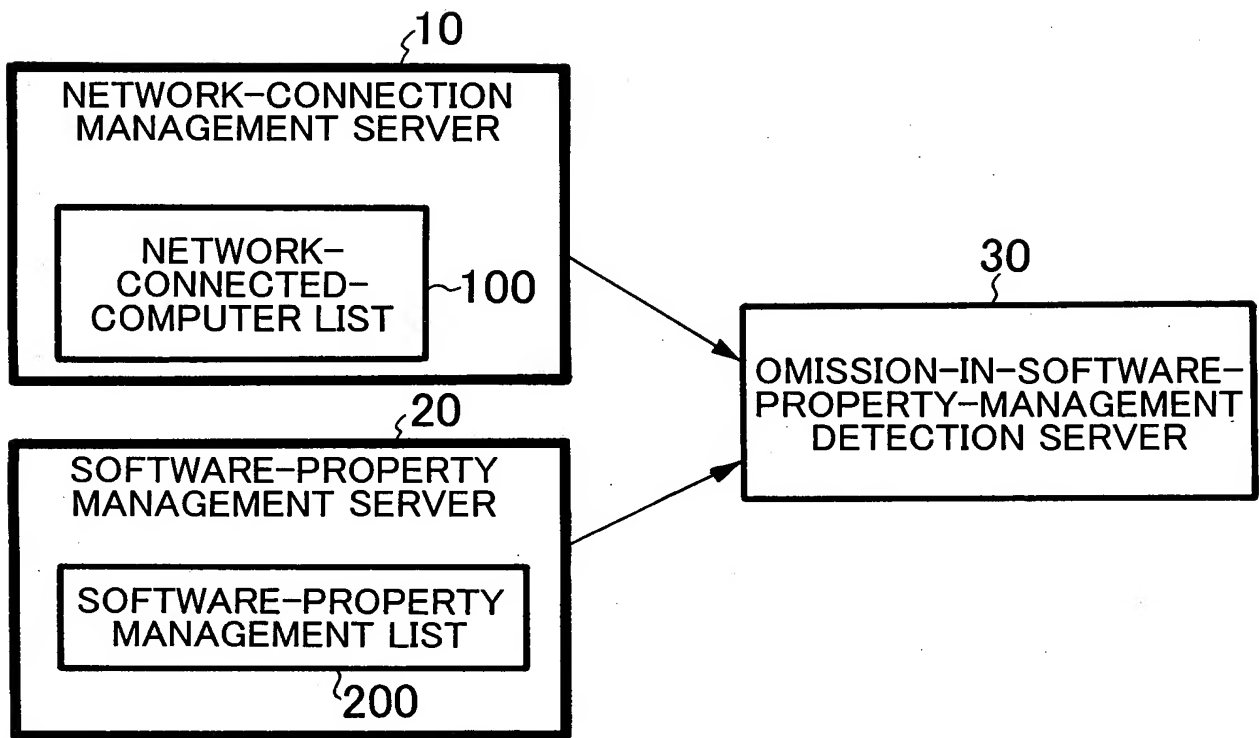 10
NETWORK-CONNECTION
MANAGEMENT SERVER
NETWORK-
CONNECTED-
COMPUTER LIST
100
20
SOFTWARE-PROPERTY
MANAGEMENT SERVER
SOFTWARE-PROPERTY
MANAGEMENT LIST
200
30
OMISSION-IN-SOFTWARE-
PROPERTY-MANAGEMENT
DETECTION SERVER